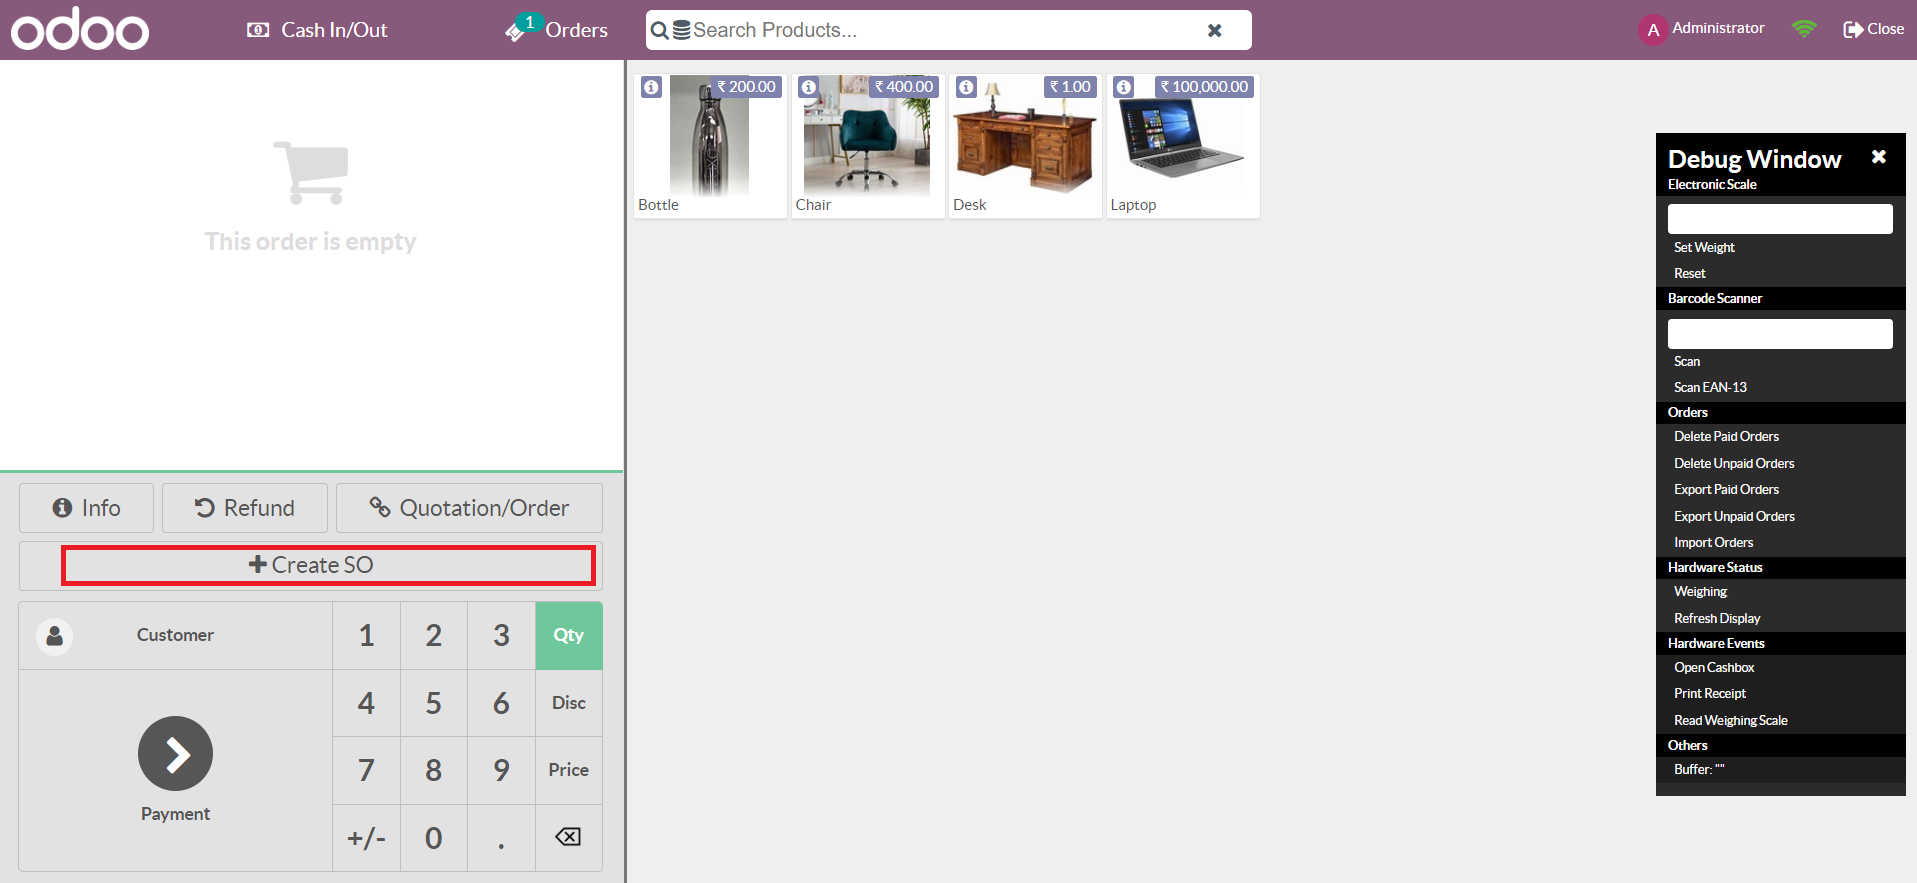 odoo
Cash In/Out
1
Orders
Search Products...
A
Administrator
Close
₹ 200.00
₹ 400.00
₹ 1.00
₹ 100,000.00
Bottle
Chair
Desk
Laptop
This order is empty
Info
Refund
Quotation/Order
Create SO
Customer
1
2
3
Qty
4
5
6
Disc
Payment
7
8
9
Price
+/-
0
.
Debug Window
Electronic Scale
Set Weight
Reset
Barcode Scanner
Scan
Scan EAN-13
Orders
Delete Paid Orders
Delete Unpaid Orders
Export Paid Orders
Export Unpaid Orders
Import Orders
Hardware Status
Weighing
Refresh Display
Hardware Events
Open Cashbox
Print Receipt
Read Weighing Scale
Others
Buffer: ""